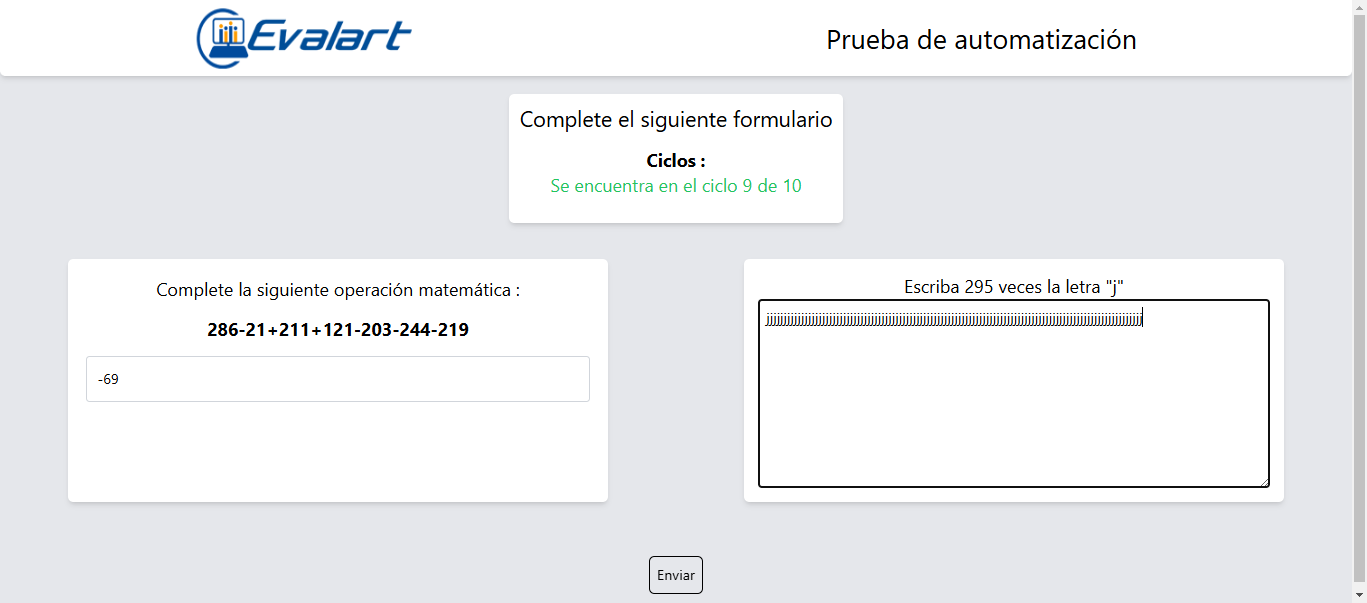 Evalart
Prueba de automatización
Complete el siguiente formulario
Ciclos :
Se encuentra en el ciclo 9 de 10
Complete la siguiente operación matemática :
286-21+211+121-203-244-219
-69
Escriba 295 veces la letra "j"
Enviar